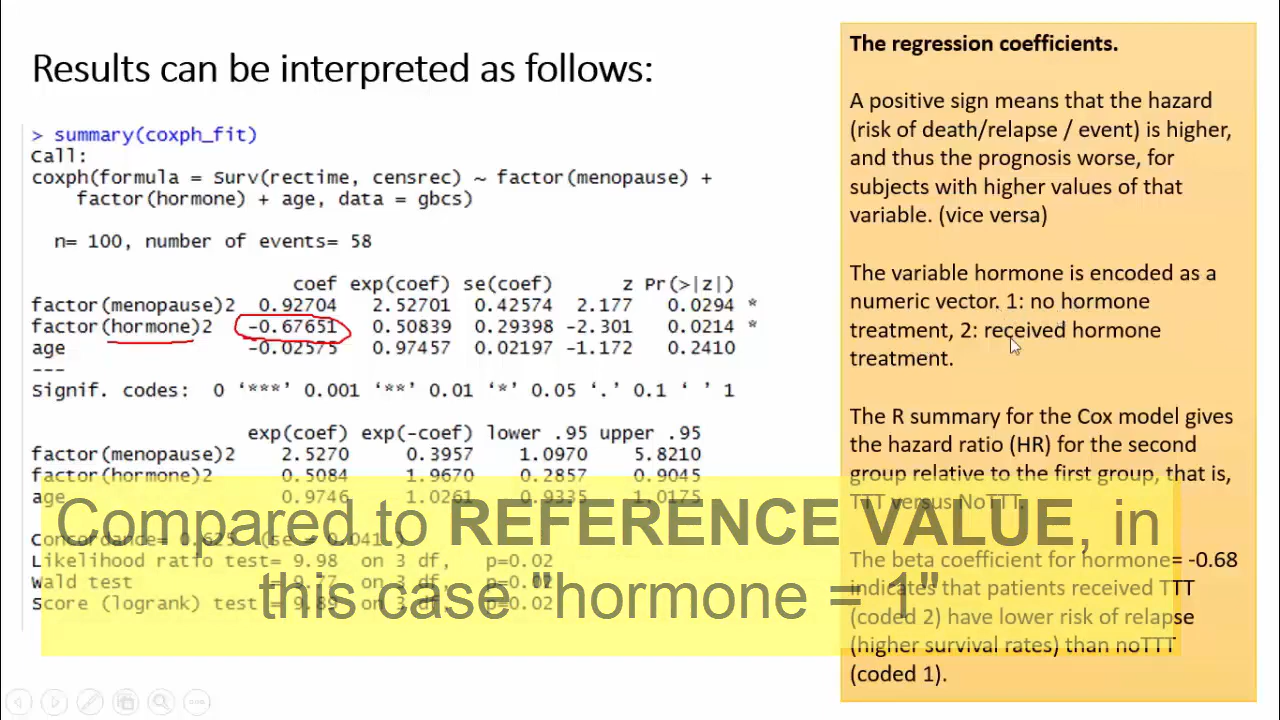 Results can be interpreted as follows:
> summary(coxph_fit)
Call:
coxph(formula = Surv(rectime, censrec) ~ factor(menopause) +
factor(hormone) + age, data = gbcs)
n= 100, number of events= 58
coef exp(coef) se(coef) z Pr(>|z|)
factor(menopause)2 0.92704 2.52701 0.42574 2.177 0.0294 *
factor(hormone)2 -0.67651 0.50839 0.29398 -2.301 0.0214 *
age -0.02575 0.97457 0.02197 -1.172 0.2410
---
Signif. codes: 0 ‘***’ 0.001 ‘**’ 0.01 ‘*’ 0.05 ‘.’ 0.1 ‘ ’ 1
exp(coef) exp(-coef) lower .95 upper .95
factor(menopause)2 2.5270 0.3957 1.0970 5.8210
factor(hormone)2 0.5084 1.9670 0.2857 0.9045
age 0.9746 1.0261 0.9335 1.0175
Concordance= 0.625 (se = 0.041 )
Likelihood ratio test= 9.98 on 3 df, p=0.02
Wald test = 9.77 on 3 df, p=0.02
Score (logrank) test = 9.89 on 3 df, p=0.02
Compared to REFERENCE VALUE, in
this case "hormone = 1"
The regression coefficients.
A positive sign means that the hazard
(risk of death/relapse / event) is higher,
and thus the prognosis worse, for
subjects with higher values of that
variable. (vice versa)
The variable hormone is encoded as a
numeric vector. 1: no hormone
treatment, 2: received hormone
treatment.
The R summary for the Cox model gives
the hazard ratio (HR) for the second
group relative to the first group, that is,
TTT versus NoTTT.
The beta coefficient for hormone= -0.68
indicates that patients received TTT
(coded 2) have lower risk of relapse
(higher survival rates) than noTTT
(coded 1).